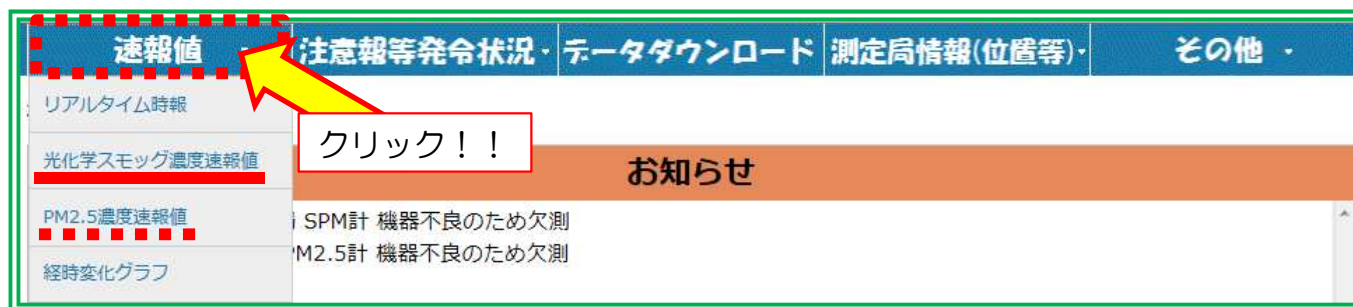 速報値 ・ 注意報等発令状況・ データダウンロード 測定局情報(位置等)・ その他 ・
リアルタイム時報
クリック！！
光化学スモッグ濃度速報値
お知らせ
PM2.5濃度速報値
SPM計 機器不良のため欠測
M2.5計 機器不良のため欠測
経時変化グラフ